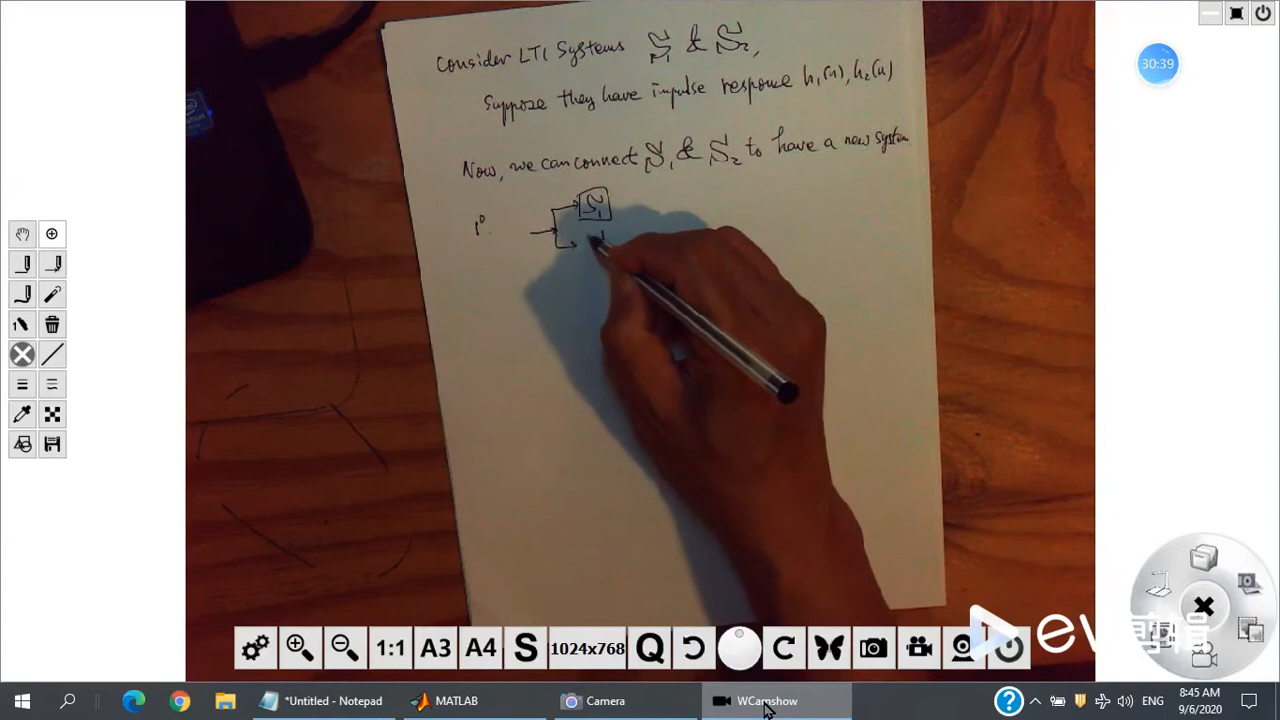 Consider LTI Systems S1 & S2,
30:39
Suppose they have impulse response h1(n), h2(n)
Now, we can connect S1 & S2 to have a new system
1°.
S1
1:1
A3
A4
S
1024x768
Q
*Untitled - Notepad
MATLAB
Camera
WCamshow
?
ENG
8:45 AM
9/6/2020